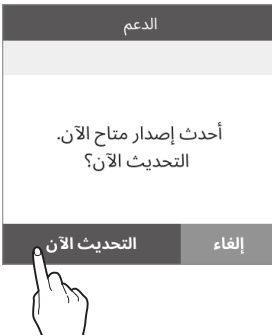 الدعم
أحدث إصدار متاح الآن.
التحديث الآن؟
إلغاء
التحديث الآن